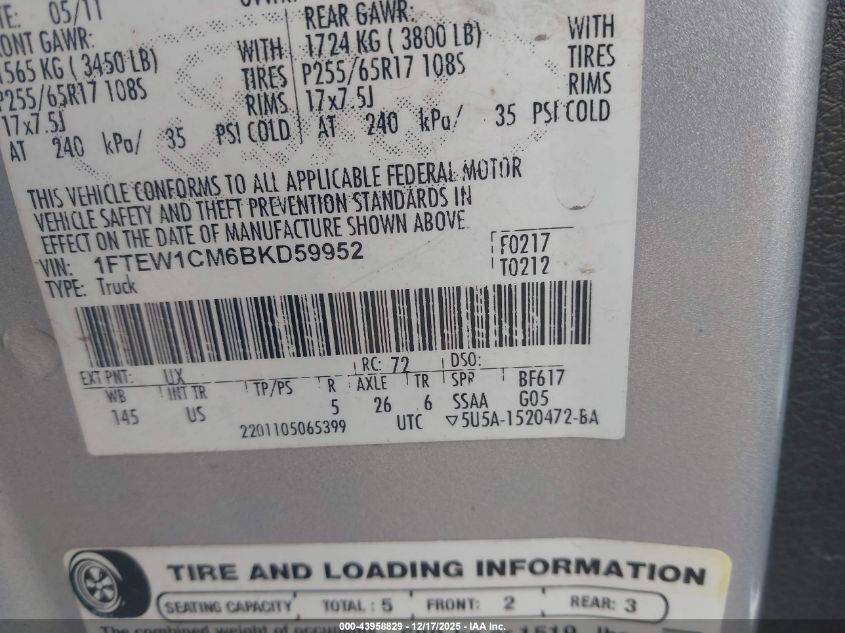 TE: 05/11
ONT GAWR: REAR GAWR:
1565 KG ( 3450 LB) WITH 1724 KG ( 3800 LB) WITH
P255/65R17 108S TIRES P255/65R17 108S TIRES
17x7.5J RIMS 17x7.5J RIMS
AT 240 kPa/ 35 PSI COLD AT 240 kPa/ 35 PSI COLD
THIS VEHICLE CONFORMS TO ALL APPLICABLE FEDERAL MOTOR
VEHICLE SAFETY AND THEFT PREVENTION STANDARDS IN
EFFECT ON THE DATE OF MANUFACTURE SHOWN ABOVE.
VIN: 1FTEW1CM6BKD59952 F0217
TYPE: Truck T0212
EXT PNT: UX RC: 72 DSO:
WB INT TR TP/PS R AXLE TR SPR BF617
145 US 5 26 6 SSAA G05
2201105065399 UTC ▽5U5A-1520472-BA
TIRE AND LOADING INFORMATION
SEATING CAPACITY TOTAL : 5 FRONT: 2 REAR: 3
The combined weight of
#000-43958829 - 12/17/2025 - IAA, Inc.